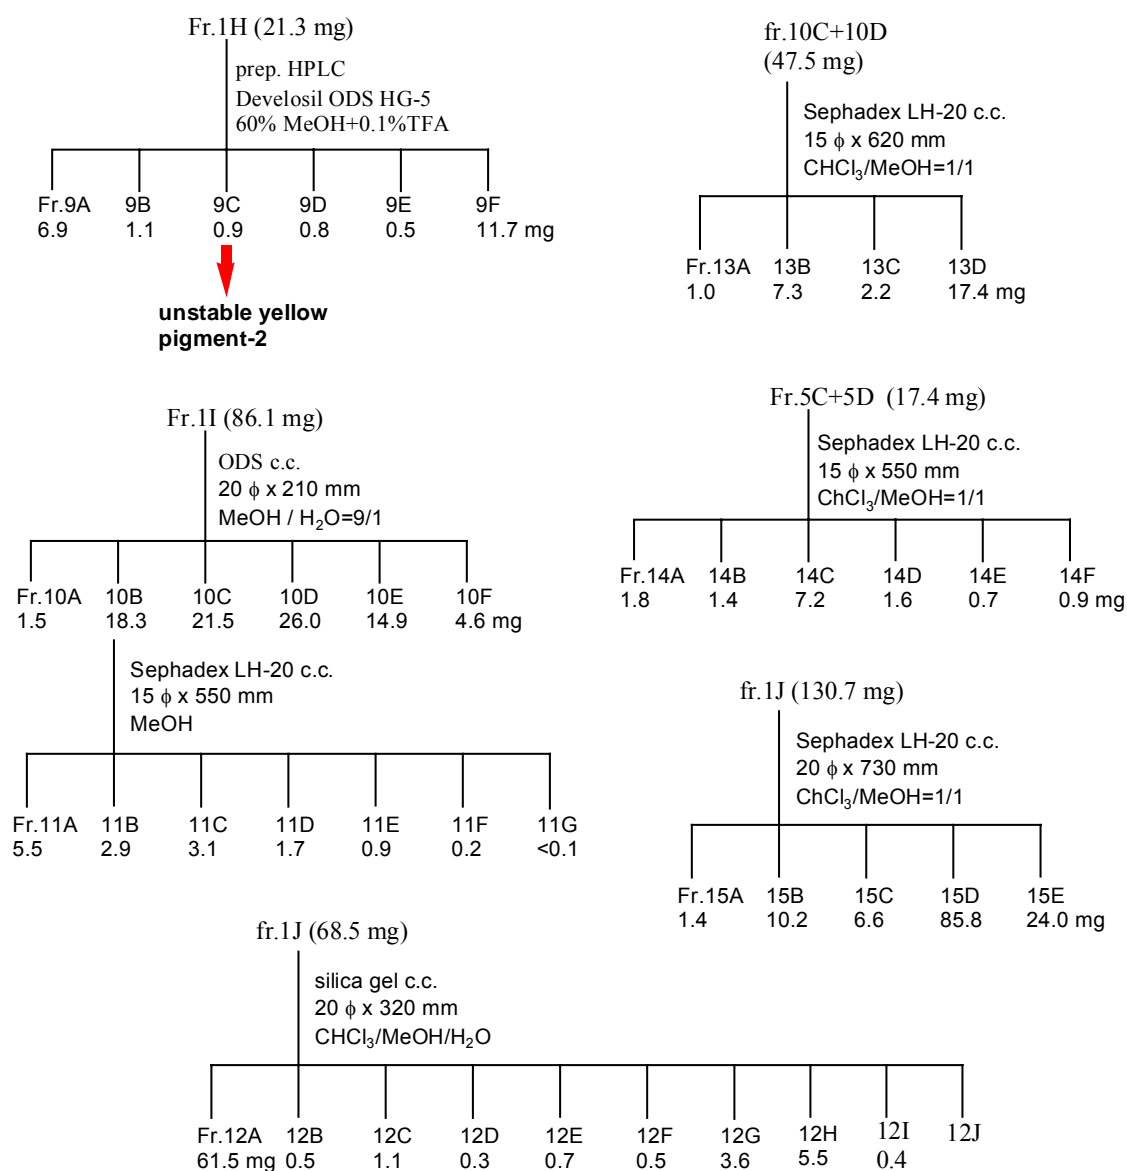 Fr.1H (21.3 mg)
prep. HPLC
Develosil ODS HG-5
60% MeOH+0.1%TFA
Fr.9A 9B 9C 9D 9E 9F
6.9 1.1 0.9 0.8 0.5 11.7 mg
unstable yellow
pigment-2
fr.10C+10D
(47.5 mg)
Sephadex LH-20 c.c.
15 ϕ x 620 mm
CHCl₃/MeOH=1/1
Fr.13A 13B 13C 13D
1.0 7.3 2.2 17.4 mg
Fr.1I (86.1 mg)
ODS c.c.
20 ϕ x 210 mm
MeOH / H₂O=9/1
Fr.10A 10B 10C 10D 10E 10F
1.5 18.3 21.5 26.0 14.9 4.6 mg
Sephadex LH-20 c.c.
15 ϕ x 550 mm
MeOH
Fr.11A 11B 11C 11D 11E 11F 11G
5.5 2.9 3.1 1.7 0.9 0.2 <0.1
Fr.5C+5D (17.4 mg)
Sephadex LH-20 c.c.
15 ϕ x 550 mm
ChCl₃/MeOH=1/1
Fr.14A 14B 14C 14D 14E 14F
1.8 1.4 7.2 1.6 0.7 0.9 mg
fr.1J (130.7 mg)
Sephadex LH-20 c.c.
20 ϕ x 730 mm
ChCl₃/MeOH=1/1
Fr.15A 15B 15C 15D 15E
1.4 10.2 6.6 85.8 24.0 mg
fr.1J (68.5 mg)
silica gel c.c.
20 ϕ x 320 mm
CHCl₃/MeOH/H₂O
Fr.12A 12B 12C 12D 12E 12F 12G 12H 12I 12J
61.5 mg 0.5 1.1 0.3 0.7 0.5 3.6 5.5 0.4